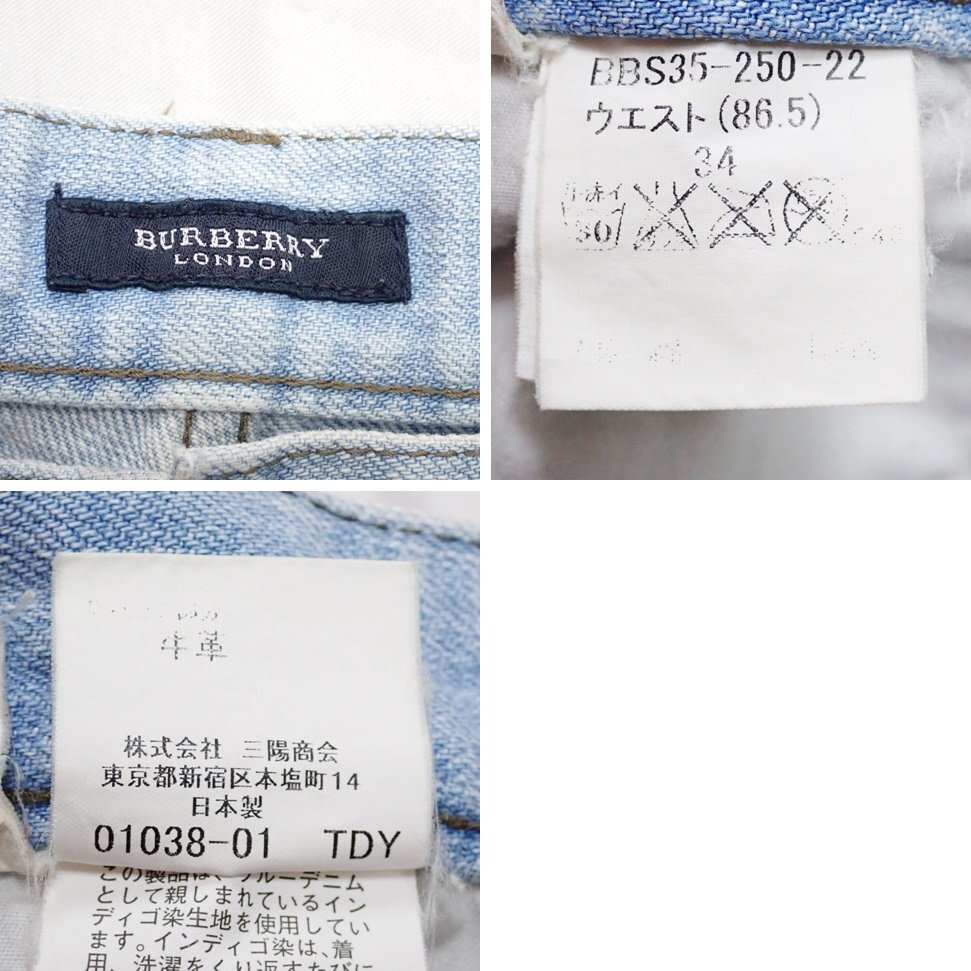 BURBERRY
LONDON
BBS35-250-22
ウエスト(86.5)
34
牛革
株式会社 三陽商会
東京都新宿区本塩町14
日本製
01038-01 TDY
この製品は、ブルーデニム
として親しまれているイン
ディゴ染生地を使用してい
ます。インディゴ染は、着
用、洗濯をくり返すたびに